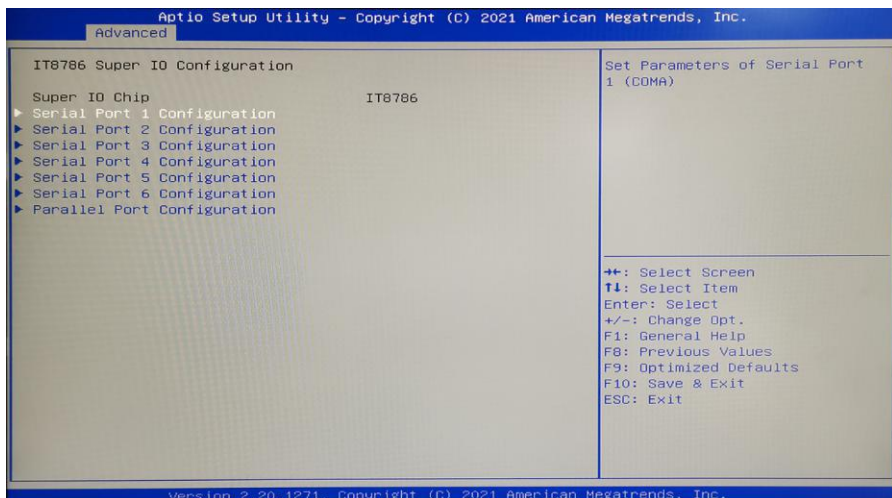 Aptio Setup Utility – Copyright (C) 2021 American Megatrends, Inc.
Advanced
IT8786 Super IO Configuration
Super IO Chip IT8786
▶ Serial Port 1 Configuration
▶ Serial Port 2 Configuration
▶ Serial Port 3 Configuration
▶ Serial Port 4 Configuration
▶ Serial Port 5 Configuration
▶ Serial Port 6 Configuration
▶ Parallel Port Configuration
Set Parameters of Serial Port
1 (COMA)
→←: Select Screen
↑↓: Select Item
Enter: Select
+/-: Change Opt.
F1: General Help
F8: Previous Values
F9: Optimized Defaults
F10: Save & Exit
ESC: Exit
Version 2.20.1271. Copyright (C) 2021 American Megatrends, Inc.